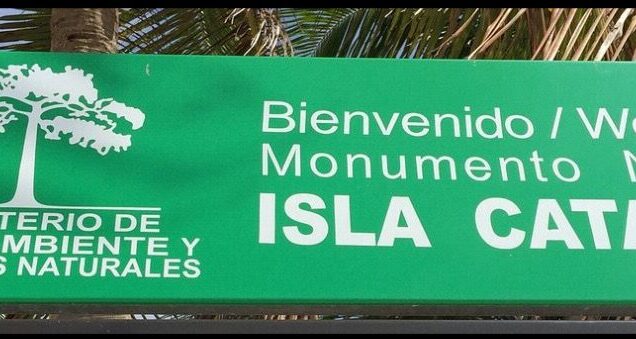 TERIO DE
MBIENTE Y
S NATURALES
Bienvenido / We
Monumento N
ISLA CATA